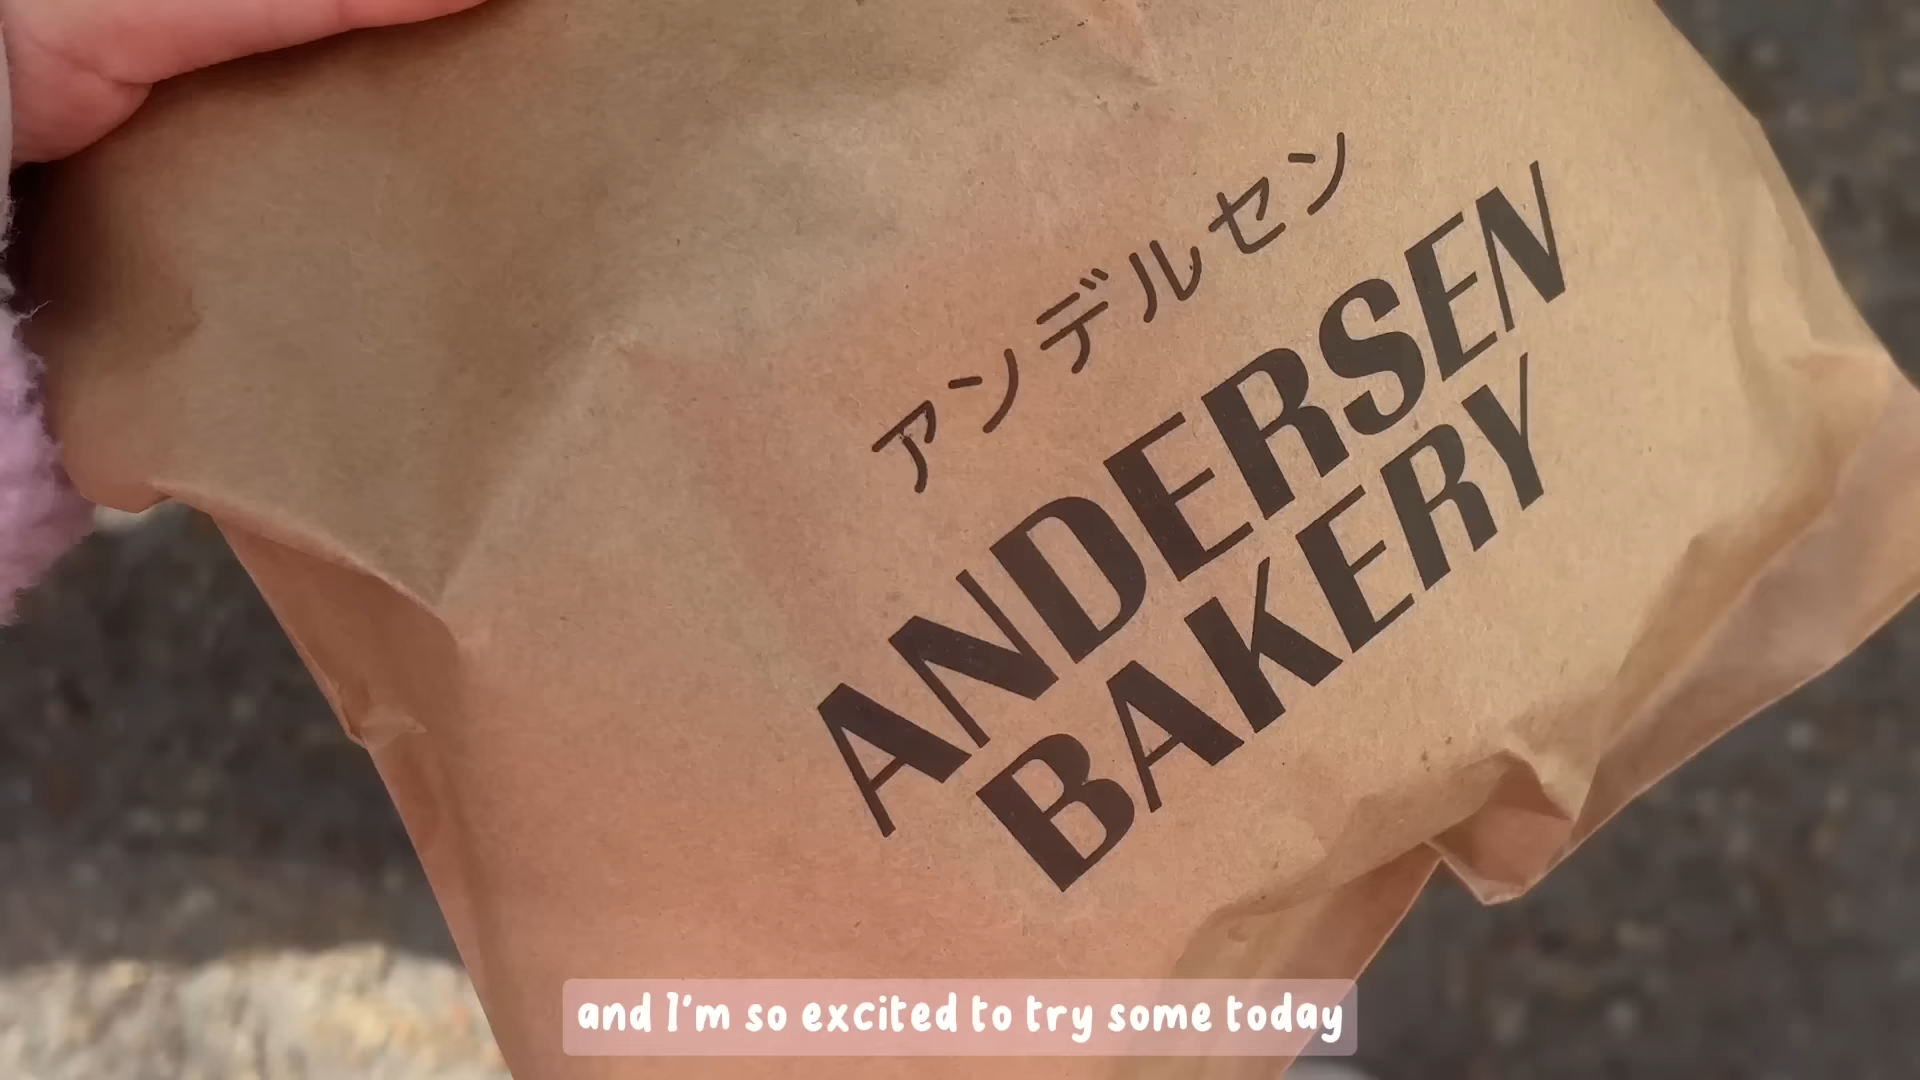 アンデルセン
ANDERSEN
BAKERY
and I'm so excited to try some today